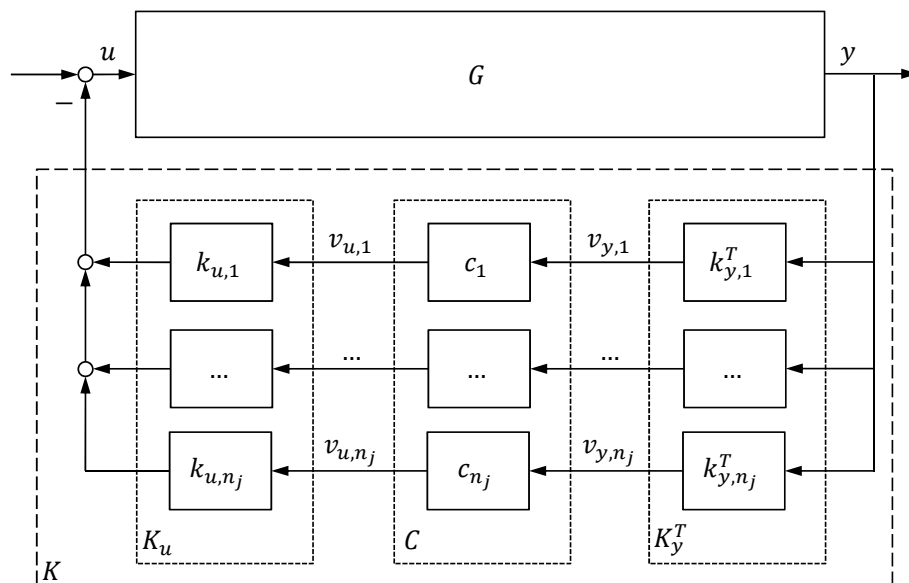 u G y
−
k_{u,1} v_{u,1} c_1 v_{y,1} k_{y,1}^T
... ... ... ... ...
k_{u,n_j} v_{u,n_j} c_{n_j} v_{y,n_j} k_{y,n_j}^T
K_u C K_y^T
K